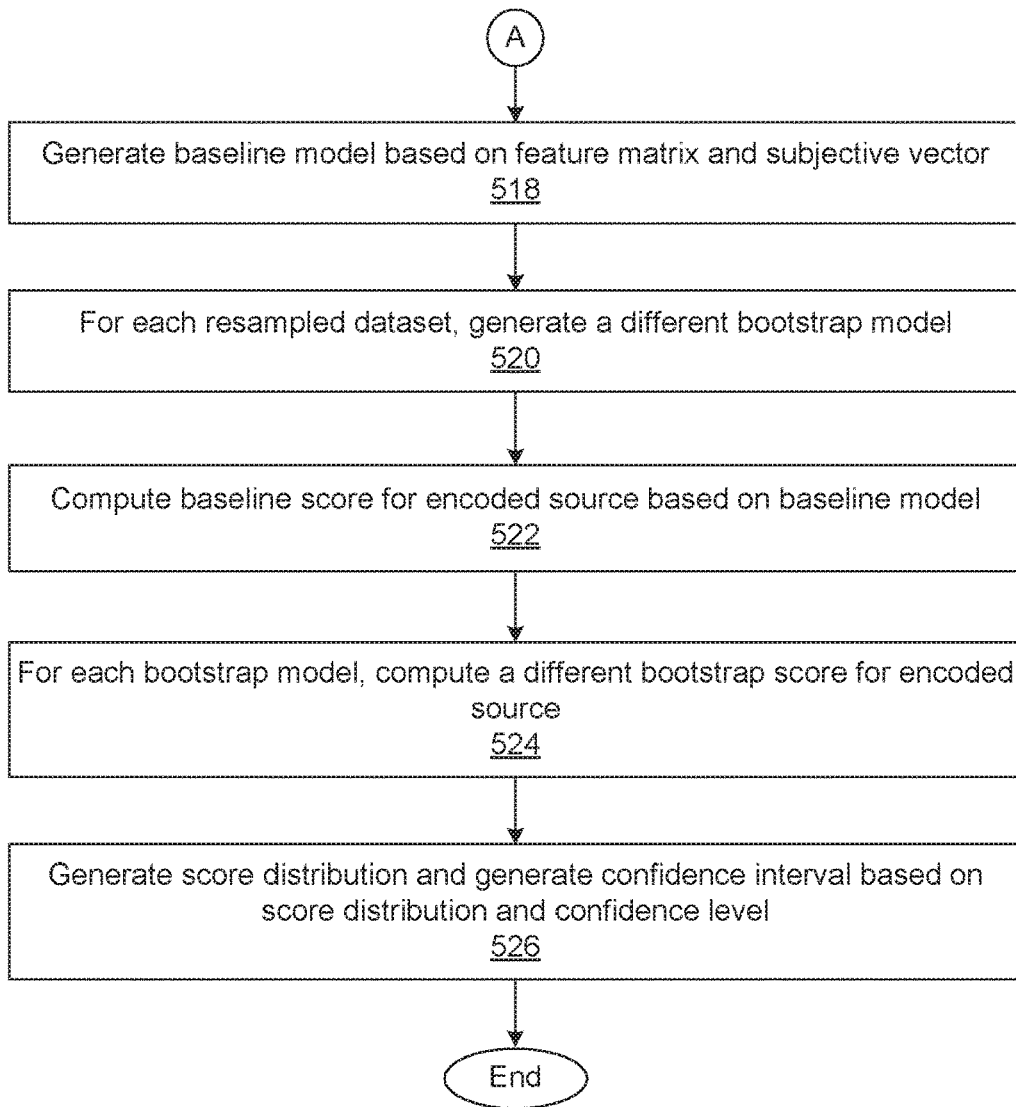 A
Generate baseline model based on feature matrix and subjective vector
518
For each resampled dataset, generate a different bootstrap model
520
Compute baseline score for encoded source based on baseline model
522
For each bootstrap model, compute a different bootstrap score for encoded
source
524
Generate score distribution and generate confidence interval based on
score distribution and confidence level
526
End